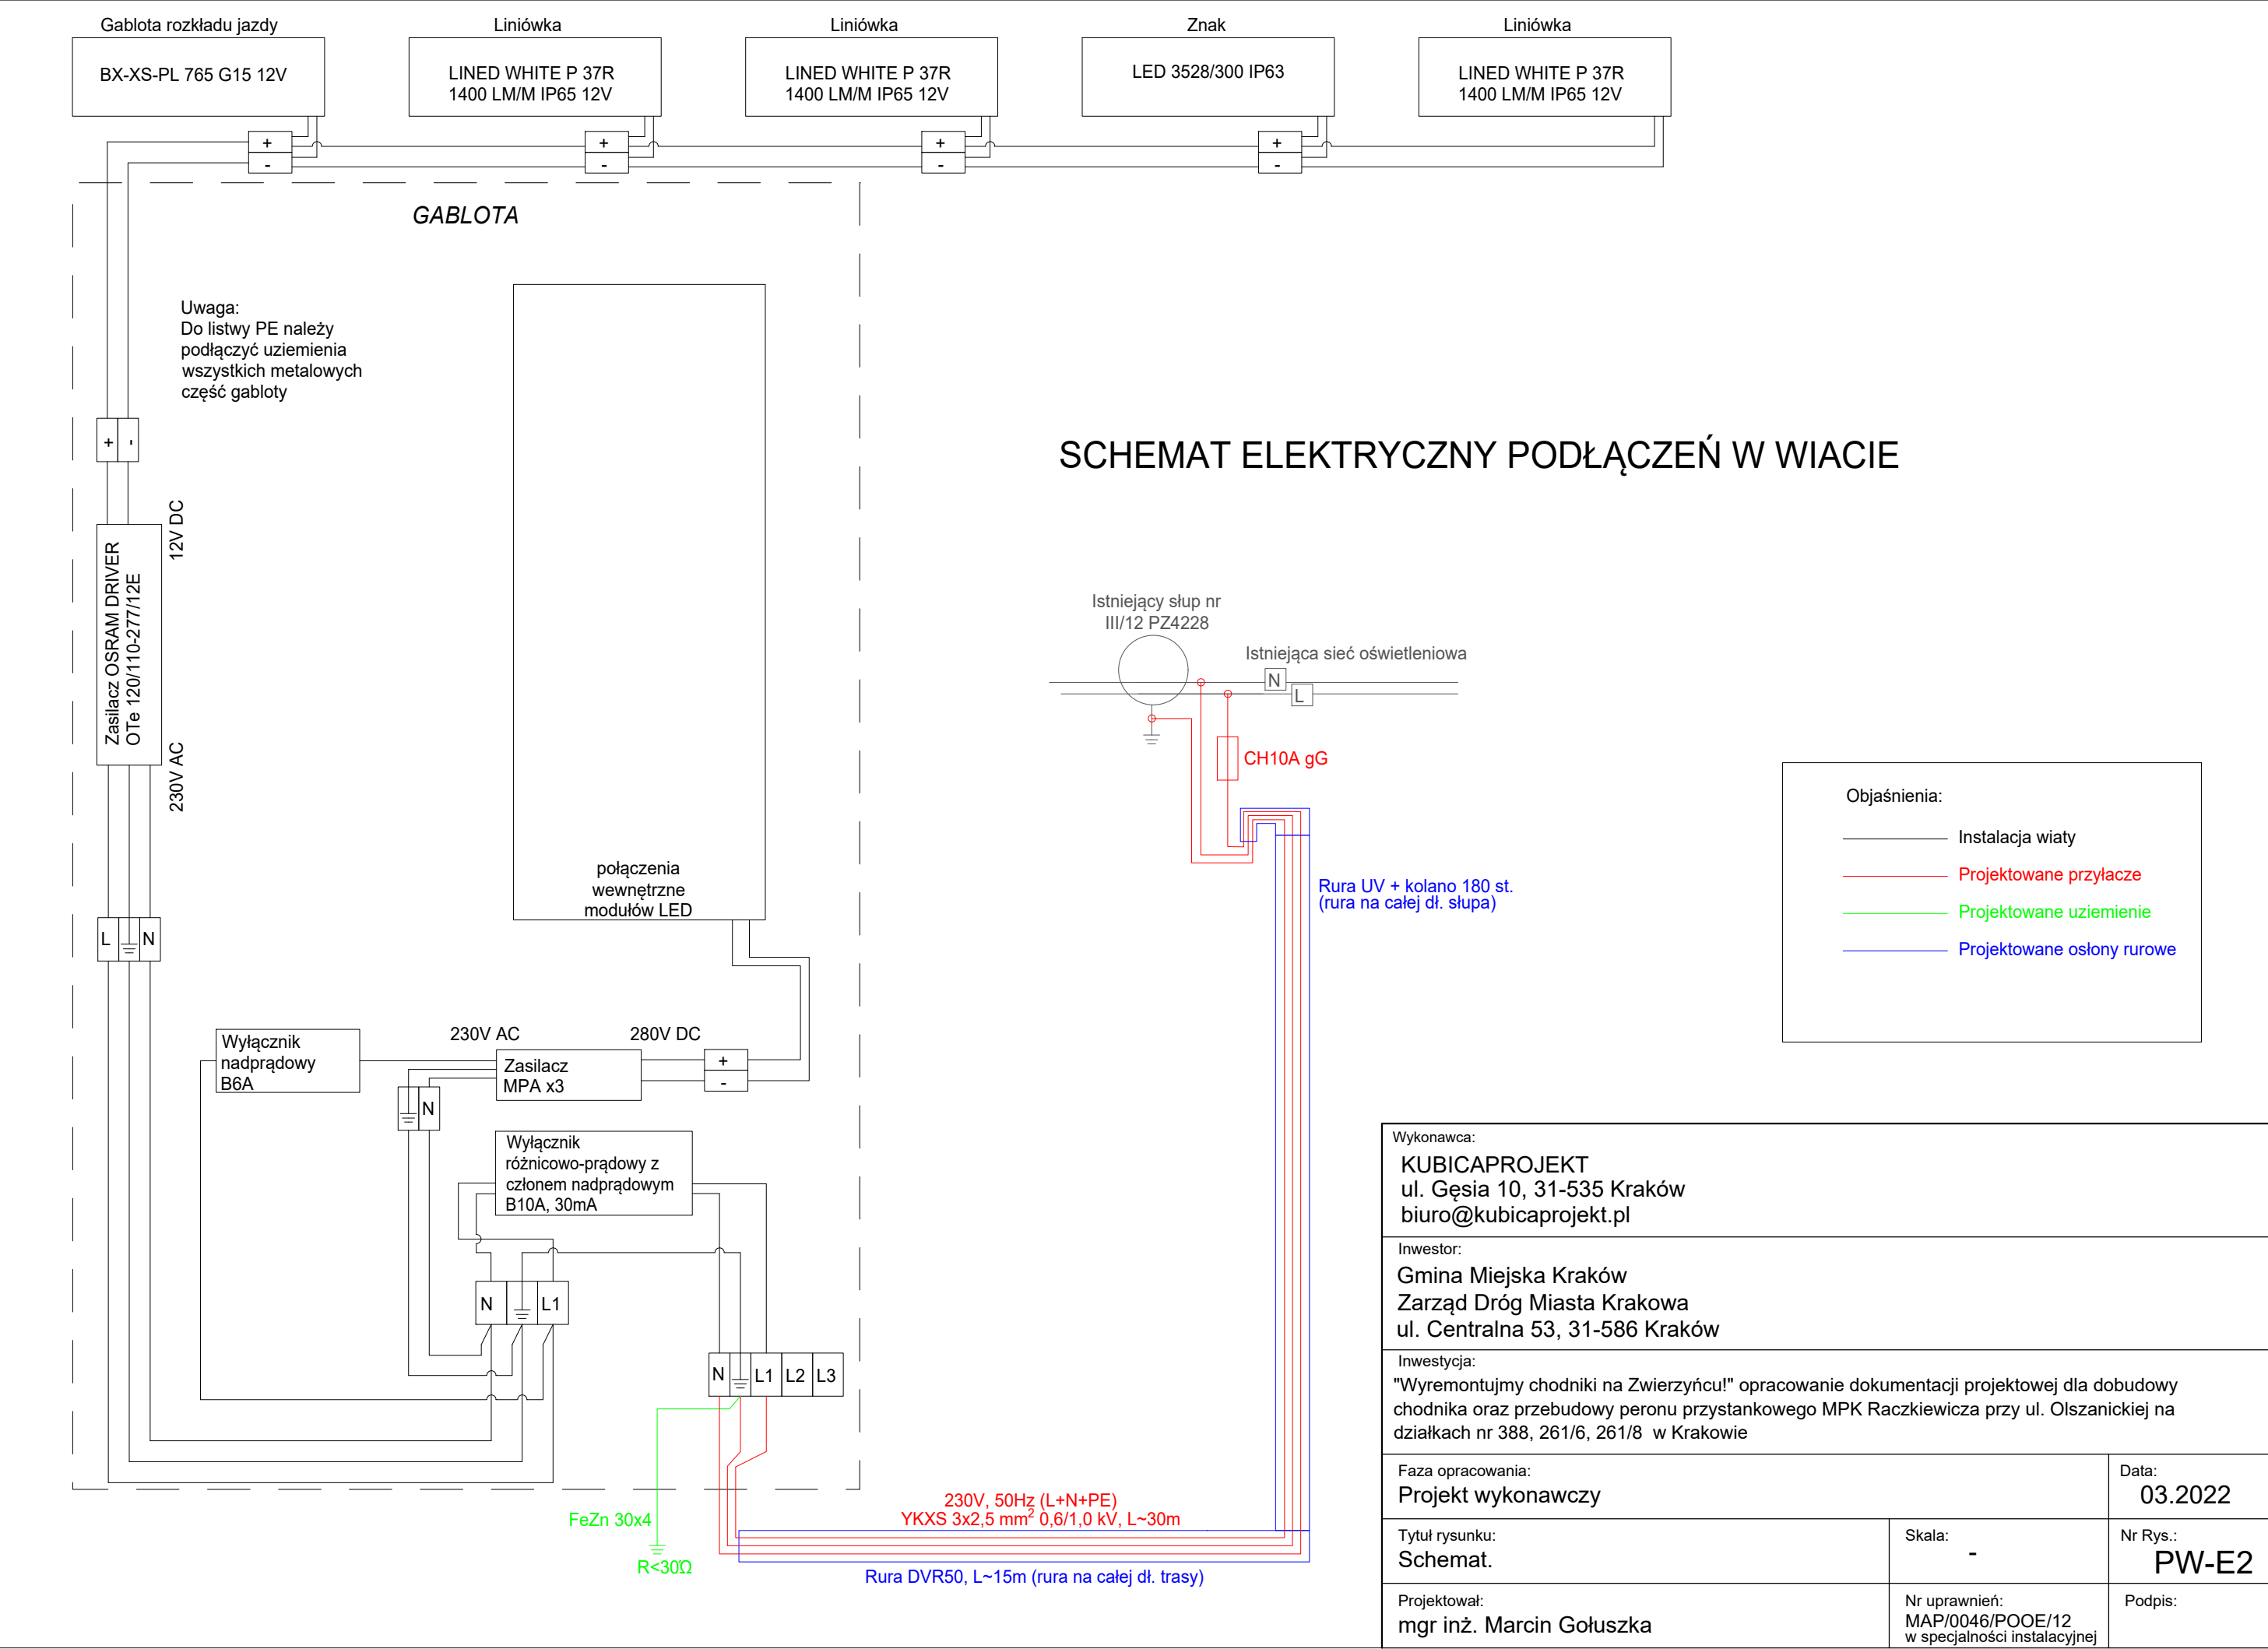 Gablota rozkładu jazdy
Liniówka
Liniówka
Znak
Liniówka
BX-XS-PL 765 G15 12V
LINED WHITE P 37R
1400 LM/M IP65 12V
LINED WHITE P 37R
1400 LM/M IP65 12V
LED 3528/300 IP63
LINED WHITE P 37R
1400 LM/M IP65 12V
+
-
+
-
+
-
+
-
GABLOTA
Uwaga:
Do listwy PE należy
podłączyć uziemienia
wszystkich metalowych
część gabloty
+ -
12V DC
Zasilacz OSRAM DRIVER
OTe 120/110-277/12E
230V AC
L N
połączenia
wewnętrzne
modułów LED
Wyłącznik
nadprądowy
B6A
230V AC
280V DC
Zasilacz
MPA x3
+
-
N
Wyłącznik
różnicowo-prądowy z
członem nadprądowym
B10A, 30mA
N L1
N L1 L2 L3
FeZn 30x4
R<30Ω
230V, 50Hz (L+N+PE)
YKXS 3x2,5 mm² 0,6/1,0 kV, L~30m
Rura DVR50, L~15m (rura na całej dł. trasy)
SCHEMAT ELEKTRYCZNY PODŁĄCZEŃ W WIACIE
Istniejący słup nr
III/12 PZ4228
Istniejąca sieć oświetleniowa
N
L
CH10A gG
Rura UV + kolano 180 st.
(rura na całej dł. słupa)
Objaśnienia:
Instalacja wiaty
Projektowane przyłacze
Projektowane uziemienie
Projektowane osłony rurowe
Wykonawca:
KUBICAPROJEKT
ul. Gęsia 10, 31-535 Kraków
biuro@kubicaprojekt.pl
Inwestor:
Gmina Miejska Kraków
Zarząd Dróg Miasta Krakowa
ul. Centralna 53, 31-586 Kraków
Inwestycja:
"Wyremontujmy chodniki na Zwierzyńcu!" opracowanie dokumentacji projektowej dla dobudowy
chodnika oraz przebudowy peronu przystankowego MPK Raczkiewicza przy ul. Olszanickiej na
działkach nr 388, 261/6, 261/8 w Krakowie
Faza opracowania:
Projekt wykonawczy
Data:
03.2022
Tytuł rysunku:
Schemat.
Skala:
-
Nr Rys.:
PW-E2
Projektował:
mgr inż. Marcin Gołuszka
Nr uprawnień:
MAP/0046/POOE/12
w specjalności instalacyjnej
Podpis: